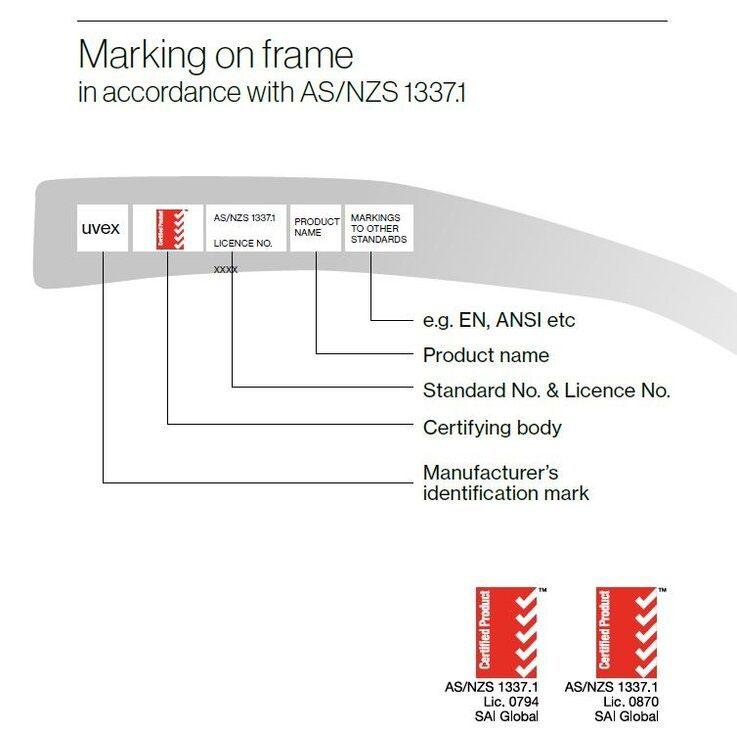 Marking on frame
in accordance with AS/NZS 1337.1
uvex
Certified Product
AS/NZS 1337.1
LICENCE NO.
xxxx
PRODUCT
NAME
MARKINGS
TO OTHER
STANDARDS
e.g. EN, ANSI etc
Product name
Standard No. & Licence No.
Certifying body
Manufacturer's
identification mark
Certified Product
TM
AS/NZS 1337.1
Lic. 0794
SAI Global
Certified Product
TM
AS/NZS 1337.1
Lic. 0870
SAI Global